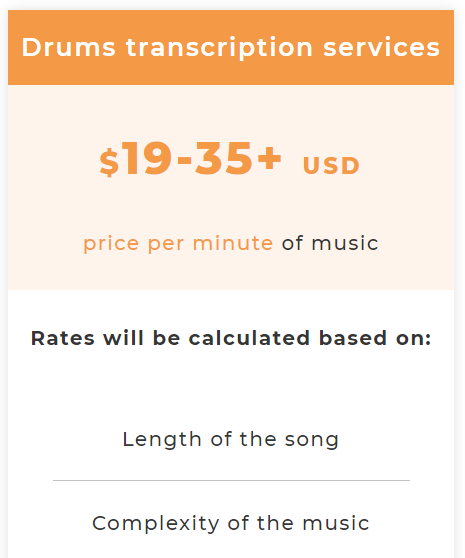 Drums transcription services
$19-35+ USD
price per minute of music
Rates will be calculated based on:
Length of the song
Complexity of the music